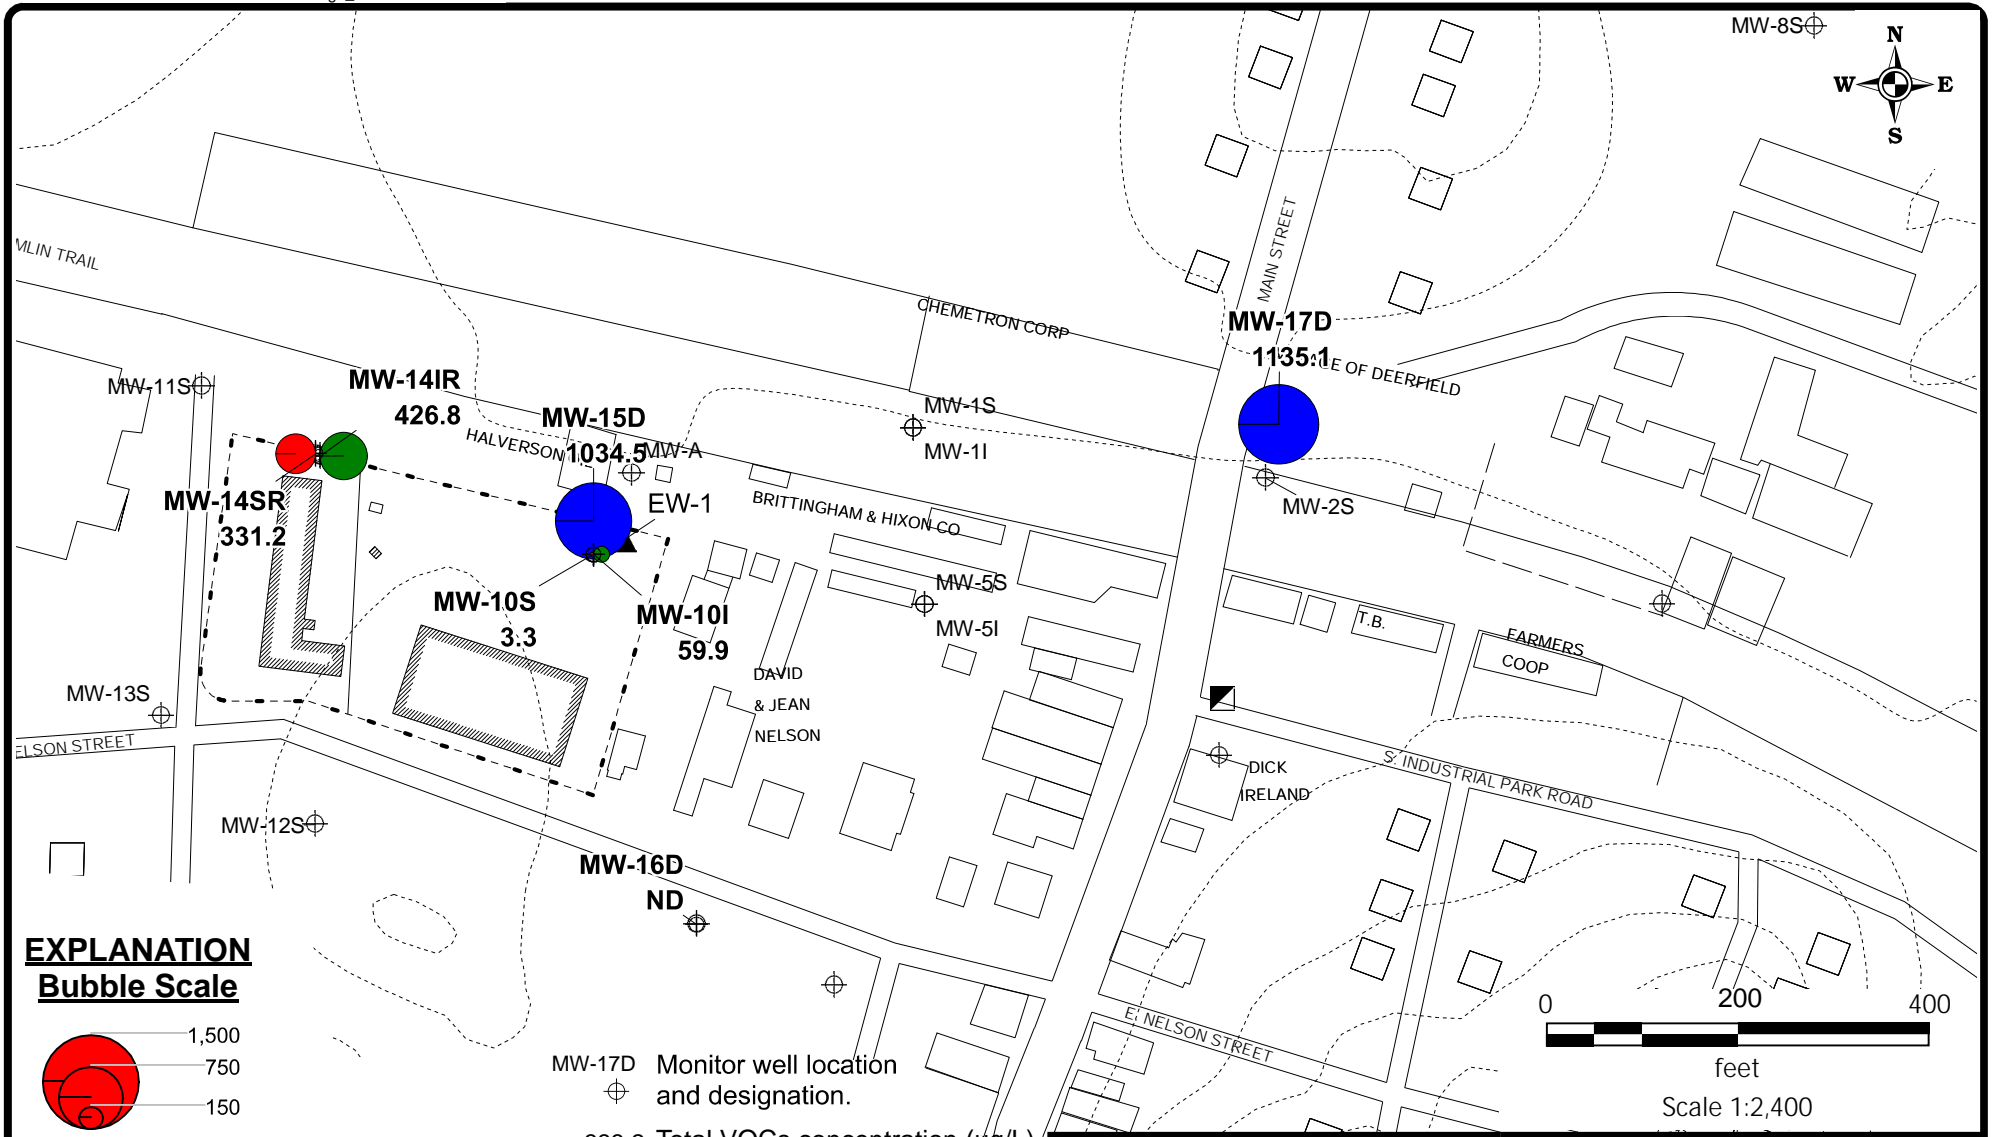 MW-8S
N
W E
S
MLIN TRAIL
MAIN STREET
CHEMETRON CORP
MW-17D
1135.1
OF DEERFIELD
MW-11S
MW-14IR
426.8
MW-15D
1034.5
MW-A
HALVERSON
MW-1S
MW-1I
MW-14SR
331.2
EW-1
BRITTINGHAM & HIXON CO
MW-2S
MW-5S
MW-5I
MW-10S
3.3
MW-10I
59.9
T.B.
FARMERS
COOP
DAVID
& JEAN
NELSON
MW-13S
ELSON STREET
DICK
IRELAND
S. INDUSTRIAL PARK ROAD
MW-12S
MW-16D
ND
EXPLANATION
Bubble Scale
1,500
750
150
MW-17D Monitor well location
and designation.
Total VOCs concentration (µg/L)
E. NELSON STREET
0 200 400
feet
Scale 1:2,400